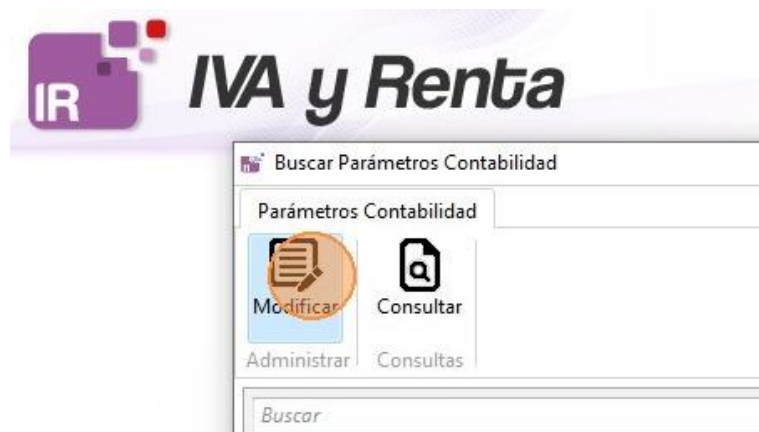 IR
IVA y Renta
Buscar Parámetros Contabilidad
Parámetros Contabilidad
Modificar Consultar
Administrar Consultas
Buscar